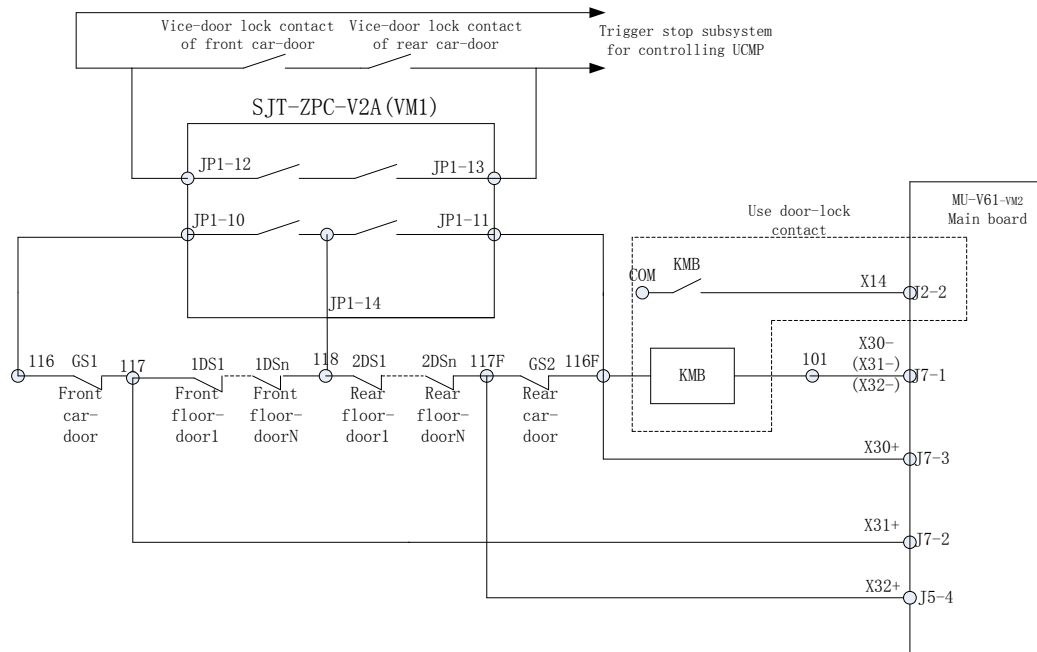 Vice-door lock contact
of front car-door
Vice-door lock contact
of rear car-door
Trigger stop subsystem
for controlling UCMP
SJT-ZPC-V2A(VM1)
JP1-12
JP1-13
JP1-10
JP1-11
JP1-14
Use door-lock
contact
MU-V61-VM2
Main board
COM
KMB
X14
J2-2
116
GS1
117
1DS1
1DSn
118
2DS1
2DSn
117F
GS2
116F
KMB
101
X30-
(X31-)
(X32-)
J7-1
Front
car-
door
Front
floor-
door1
Front
floor-
doorN
Rear
floor-
door1
Rear
floor-
doorN
Rear
car-
door
X30+
J7-3
X31+
J7-2
X32+
J5-4